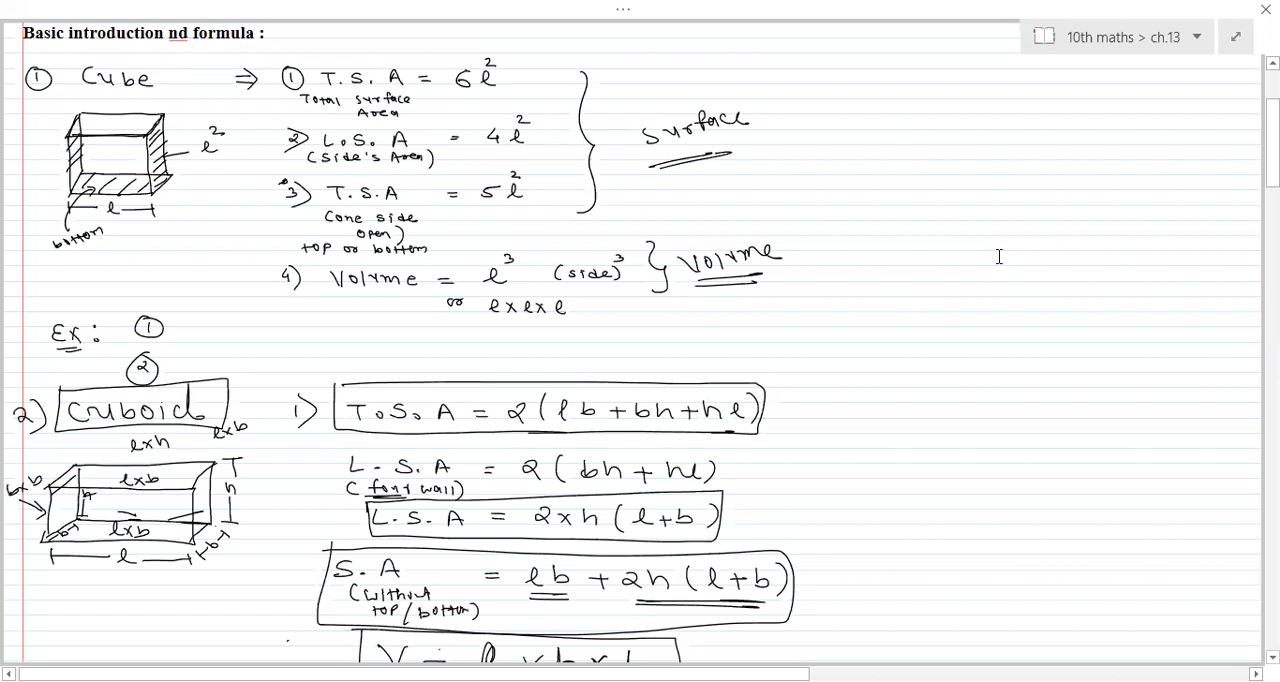 ...
Basic introduction nd formula :
10th maths > ch.13
① Cube ⇒ ① T.S.A = 6l²
Total surface
Area
l²
2) L.S.A = 4l²
(side's Area)
surface
3) T.S.A = 5l²
(one side
open)
top or bottom
l
bottom
4) Volume = l³ (side)³
or l×l×l
Volume
Ex: ①
②
2) Cuboid 1) T.S.A = 2(lb+bh+hl)
l×h
l×b
L-S.A = 2(bh+hl)
(four wall)
l×b
h
h
b×b
L.S.A = 2×h(l+b)
l×b
b
b
l
S.A = lb + 2h(l+b)
(without
top/bottom)